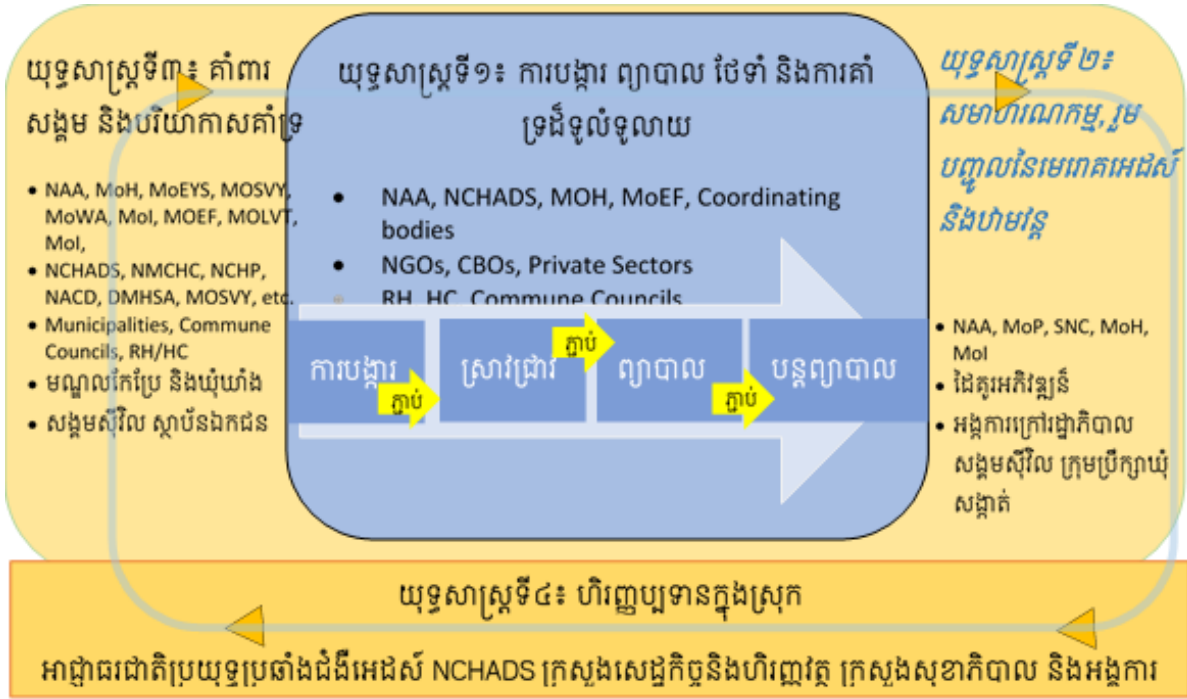 យុទ្ធសាស្ត្រទី៣៖ គាំពារ
សង្គម និងបរិយាកាសគាំទ្រ
• NAA, MoH, MoEYS, MOSVY,
MoWA, MoI, MOEF, MOLVT,
MoI,
• NCHADS, NMCHC, NCHP,
NACD, DMHSA, MOSVY, etc.
• Municipalities, Commune
Councils, RH/HC
• មណ្ឌលកែប្រែ និងឃុំឃាំង
• សង្គមស៊ីវិល ស្ថាប័នឯកជន
យុទ្ធសាស្ត្រទី១៖ ការបង្ការ ព្យាបាល ថែទាំ និងការគាំ
ទ្រដ៏ទូលំទូលាយ
• NAA, NCHADS, MOH, MoEF, Coordinating
bodies
• NGOs, CBOs, Private Sectors
RH, HC, Commune Councils
ការបង្ការ
ភ្ជាប់
ស្រាវជ្រាវ
ភ្ជាប់
ព្យាបាល
ភ្ជាប់
បន្តព្យាបាល
យុទ្ធសាស្ត្រទី ២៖
សមាហរណកម្ម, រួម
បញ្ចូលនៃមេរោគអេដស៍
និងហាមវន្ត
• NAA, MoP, SNC, MoH,
MoI
• ដៃគូរអភិវឌ្ឍន៍
• អង្គការក្រៅរដ្ឋាភិបាល
សង្គមស៊ីវិល ក្រុមប្រឹក្សាឃុំ
សង្កាត់
យុទ្ធសាស្ត្រទី៤៖ ហិរញ្ញប្បទានក្នុងស្រុក
អាជ្ញាធរជាតិប្រយុទ្ធប្រឆាំងជំងឺអេដស៍ NCHADS ក្រសួងសេដ្ឋកិច្ចនិងហិរញ្ញវត្ថុ ក្រសួងសុខាភិបាល និងអង្គការ